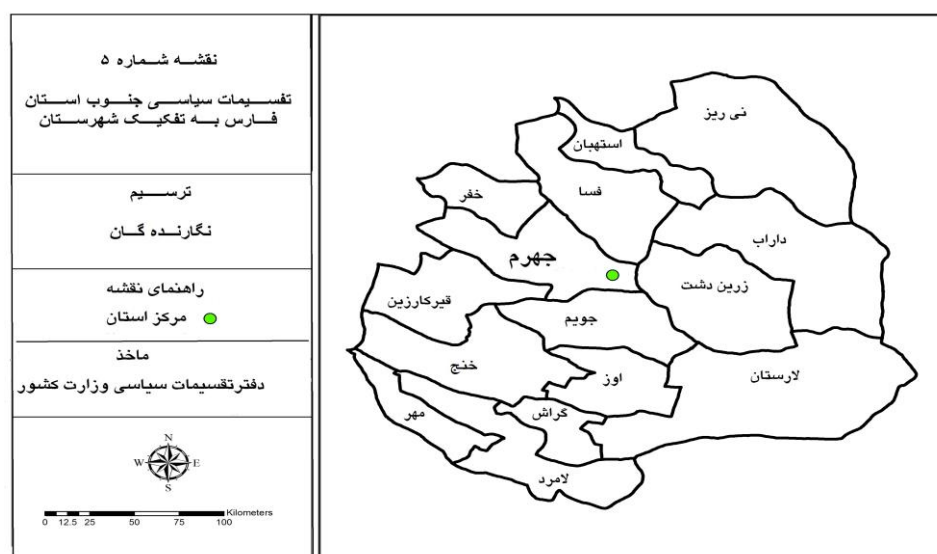 نقشه شماره ۵
تفسیمات سیاسی جنوب استان
فارس به تفکیک شهرستان
ترسیم
نگارنده گان
راهنمای نقشه
مرکز استان
ماخذ
دفترتقسیمات سیاسی وزارت کشور
N
W E
S
Kilometers
0 12.5 25 50 75 100
نی ریز
استهبان
فسا
خفر
داراب
جهرم
زرین دشت
قیرکارزین
جویم
خنج
لارستان
اوز
گراش
مهر
لامرد